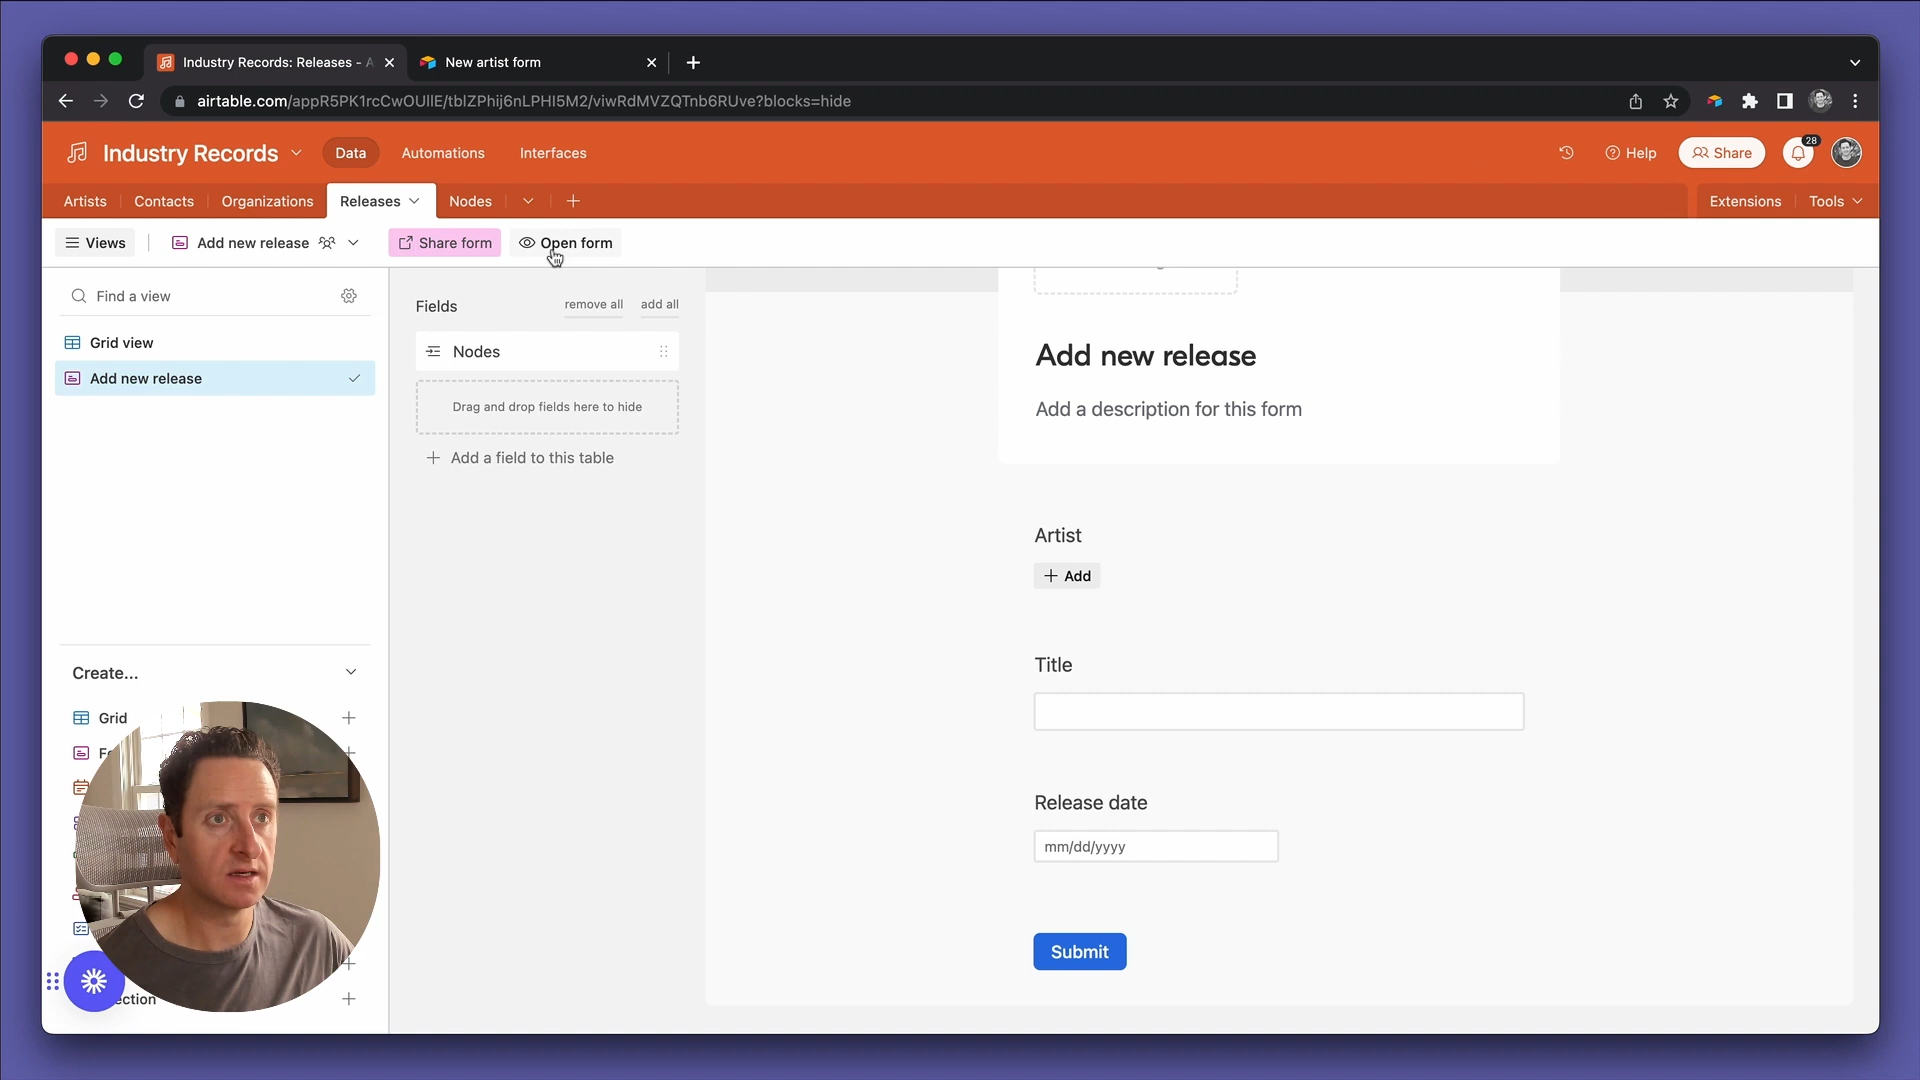 Industry Records: Releases - A
New artist form
airtable.com/appR5PK1rcCwOUllE/tblZPhij6nLPHI5M2/viwRdMVZQTnb6RUve?blocks=hide
Industry Records
Data
Automations
Interfaces
Help
Share
28
Artists
Contacts
Organizations
Releases
Nodes
Extensions
Tools
Views
Add new release
Share form
Open form
Find a view
Grid view
Add new release
Create...
Grid
Fields
remove all
add all
Nodes
Drag and drop fields here to hide
Add a field to this table
Add new release
Add a description for this form
Artist
Add
Title
Release date
mm/dd/yyyy
Submit